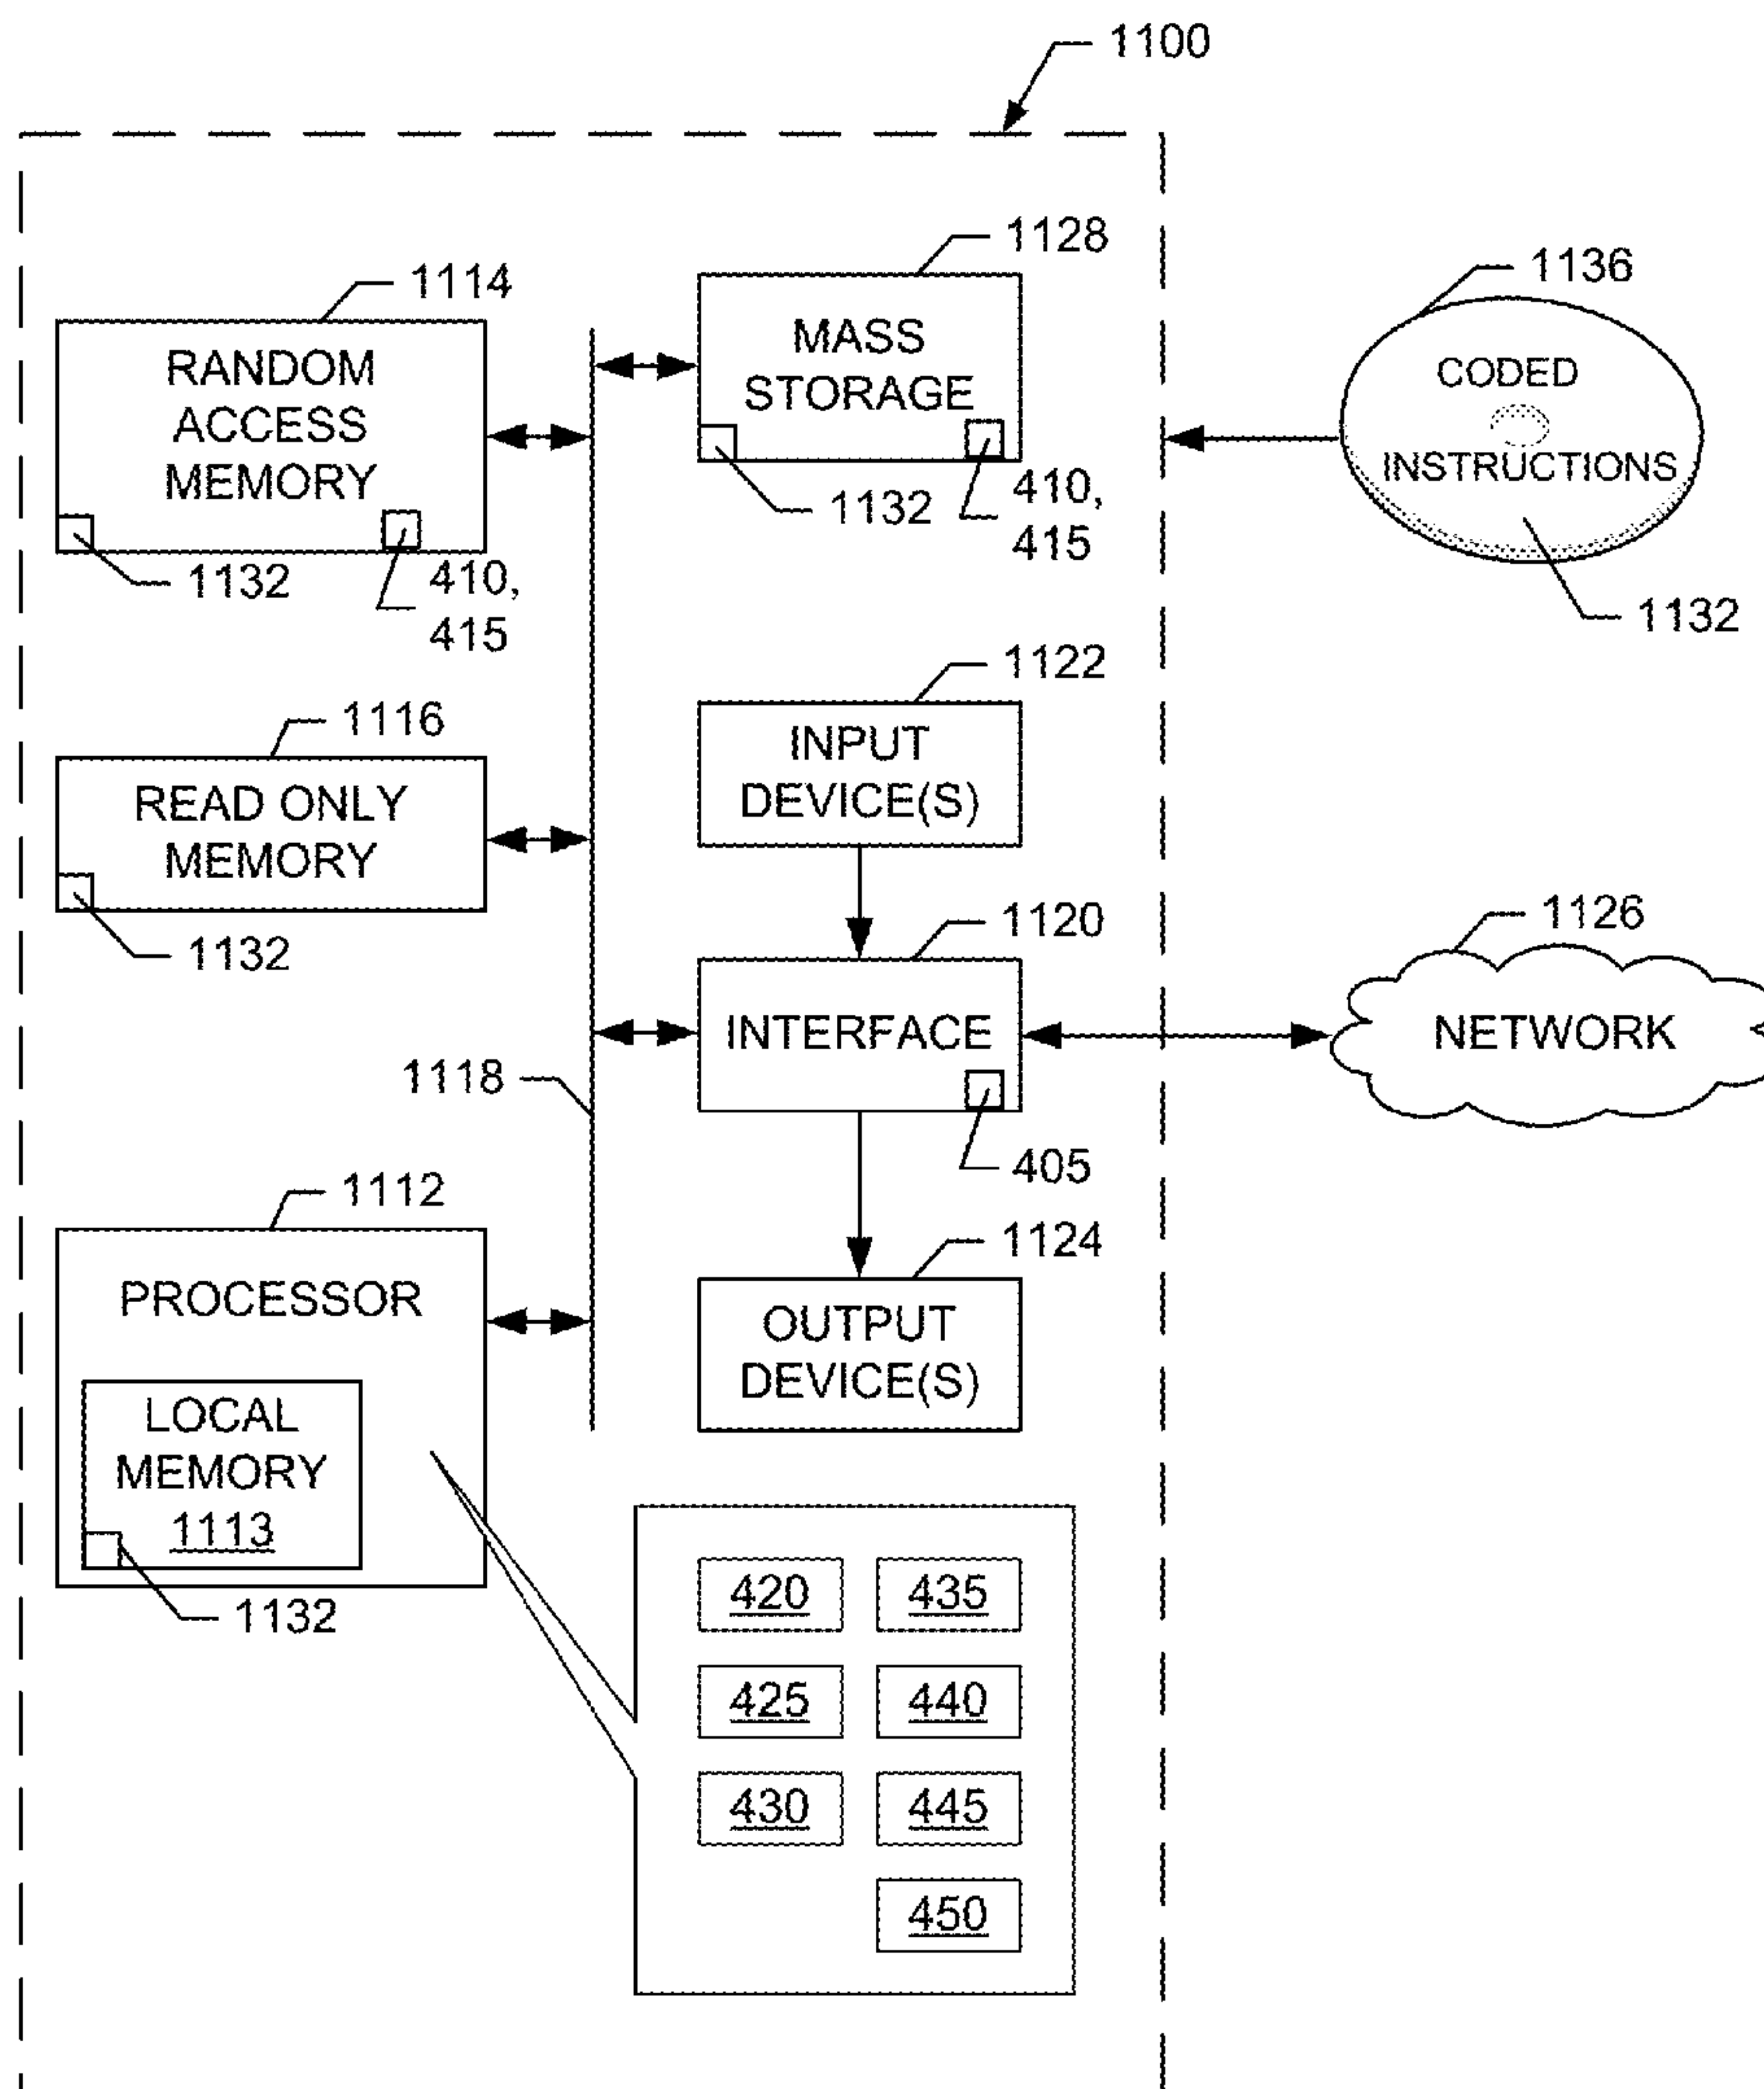 1100
1128
1114
1136
MASS
STORAGE
RANDOM
ACCESS
MEMORY
CODED
INSTRUCTIONS
1132
410,
415
1132
410,
415
1132
1122
1116
INPUT
DEVICE(S)
READ ONLY
MEMORY
1132
1120
1126
INTERFACE
NETWORK
1118
405
1112
1124
PROCESSOR
OUTPUT
DEVICE(S)
LOCAL
MEMORY
1113
1132
420 435
425 440
430 445
450